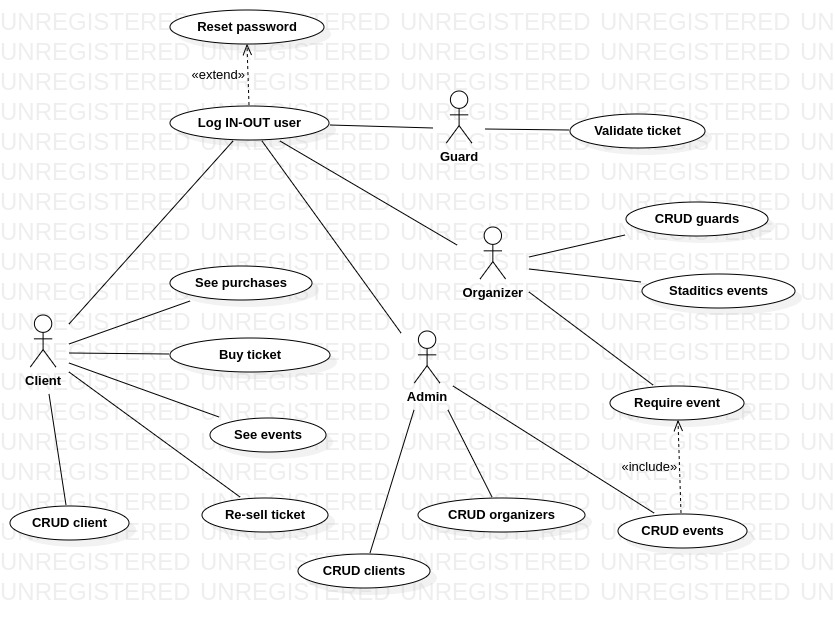 UNREGISTERED UNREGISTERED UNREGISTERED UNREGISTERED UN
Reset password
«extend»
Log IN-OUT user
Guard
Validate ticket
CRUD guards
Organizer
Staditics events
See purchases
Client
Buy ticket
Admin
Require event
See events
«include»
CRUD client
Re-sell ticket
CRUD organizers
CRUD events
CRUD clients